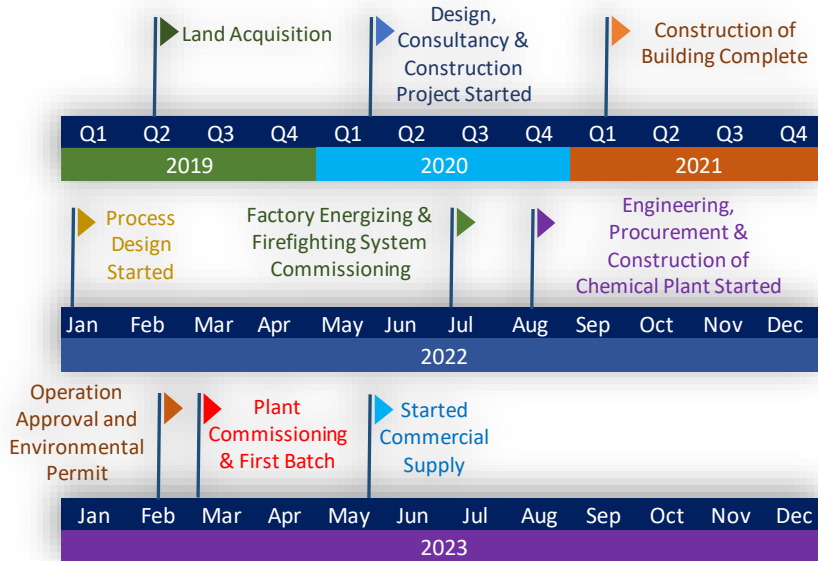 Land Acquisition
Design,
Consultancy &
Construction
Project Started
Construction of
Building Complete
Q1 Q2 Q3 Q4 Q1 Q2 Q3 Q4 Q1 Q2 Q3 Q4
2019 2020 2021
Process
Design
Started
Factory Energizing &
Firefighting System
Commissioning
Engineering,
Procurement &
Construction of
Chemical Plant Started
Jan Feb Mar Apr May Jun Jul Aug Sep Oct Nov Dec
2022
Operation
Approval and
Environmental
Permit
Plant
Commissioning
& First Batch
Started
Commercial
Supply
Jan Feb Mar Apr May Jun Jul Aug Sep Oct Nov Dec
2023